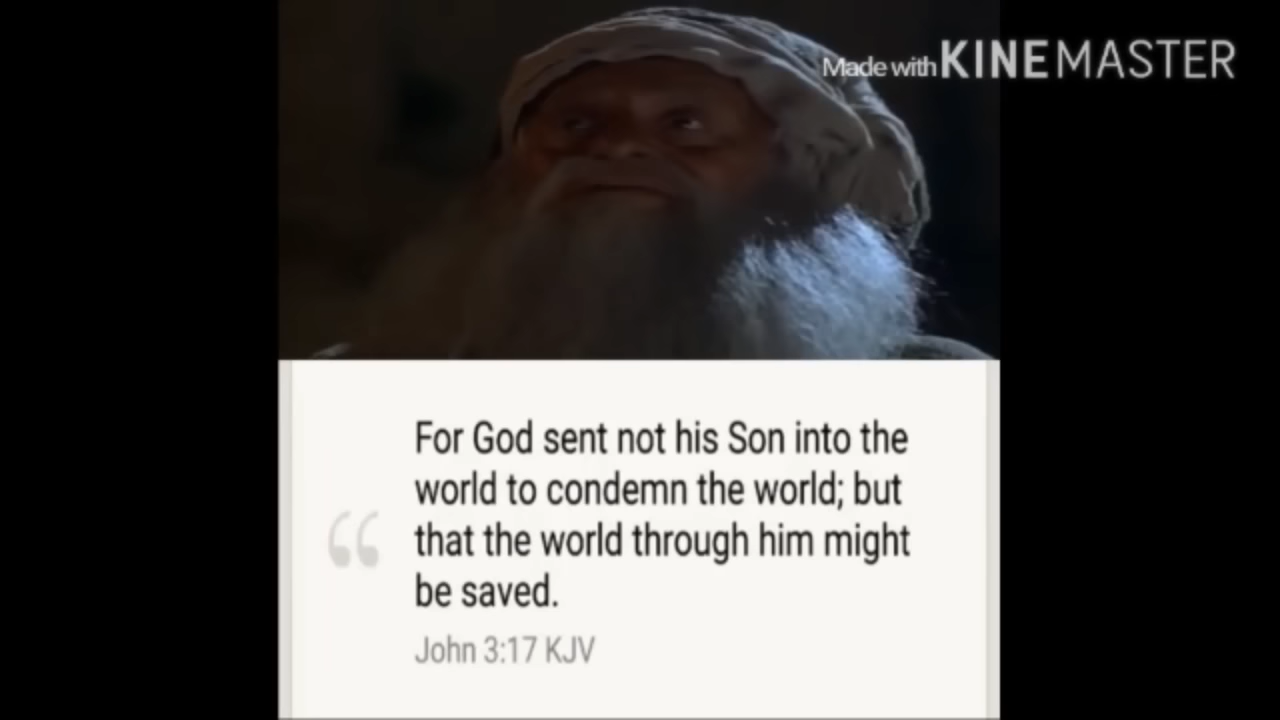 Made with KINEMASTER
For God sent not his Son into the
world to condemn the world; but
that the world through him might
be saved.
John 3:17 KJV